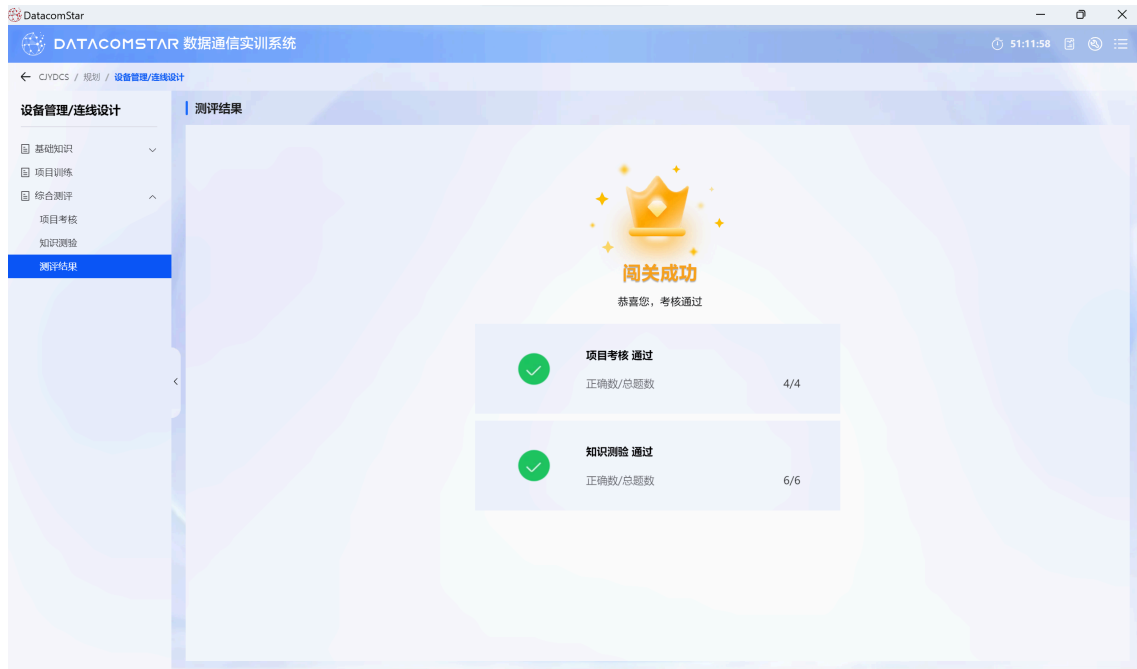 DatacomStar
DATACOMSTAR 数据通信实训系统
51:11:58
CJYDCS / 规划 / 设备管理/连线设计
设备管理/连线设计
基础知识
项目训练
综合测评
项目考核
知识测验
测评结果
测评结果
闯关成功
恭喜您，考核通过
项目考核 通过
正确数/总题数 4/4
知识测验 通过
正确数/总题数 6/6